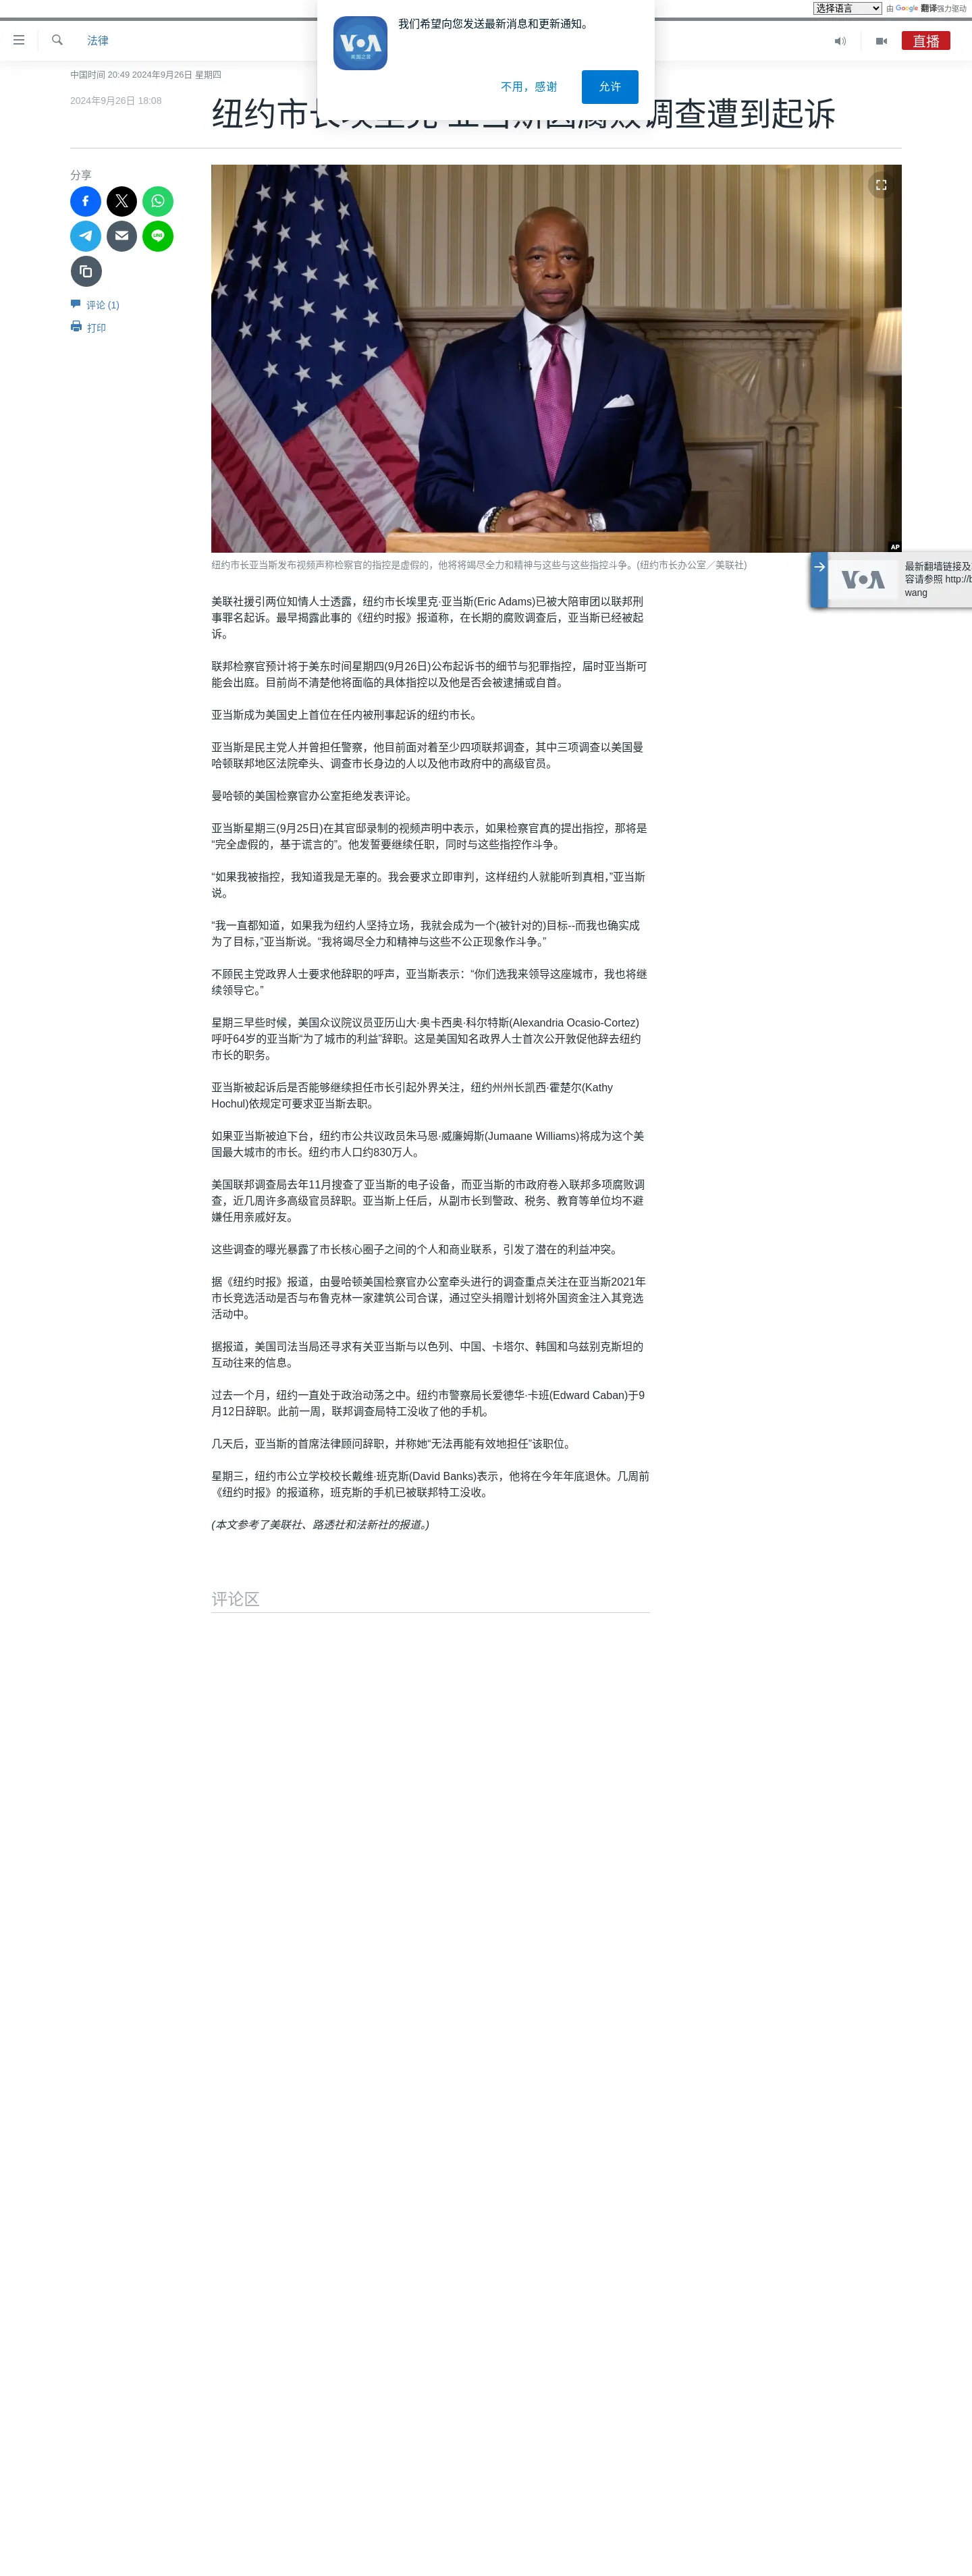 选择语言 由 Google 翻译强力驱动
我们希望向您发送最新消息和更新通知。
VOA
美国之音
不用，感谢
允许
法律
直播
中国时间 20:49 2024年9月26日 星期四
2024年9月26日 18:08
纽约市长 调查遭到起诉
分享
LINE
评论 (1)
打印
AP
纽约市长亚当斯发布视频声称检察官的指控是虚假的，他将将竭尽全力和精神与这些与这些指控斗争。(纽约市长办公室／美联社)
VOA
最新翻墙链接及
容请参照 http://b
wang
美联社援引两位知情人士透露，纽约市长埃里克·亚当斯(Eric Adams)已被大陪审团以联邦刑
事罪名起诉。最早揭露此事的《纽约时报》报道称，在长期的腐败调查后，亚当斯已经被起
诉。
联邦检察官预计将于美东时间星期四(9月26日)公布起诉书的细节与犯罪指控，届时亚当斯可
能会出庭。目前尚不清楚他将面临的具体指控以及他是否会被逮捕或自首。
亚当斯成为美国史上首位在任内被刑事起诉的纽约市长。
亚当斯是民主党人并曾担任警察，他目前面对着至少四项联邦调查，其中三项调查以美国曼
哈顿联邦地区法院牵头、调查市长身边的人以及他市政府中的高级官员。
曼哈顿的美国检察官办公室拒绝发表评论。
亚当斯星期三(9月25日)在其官邸录制的视频声明中表示，如果检察官真的提出指控，那将是
“完全虚假的，基于谎言的”。他发誓要继续任职，同时与这些指控作斗争。
“如果我被指控，我知道我是无辜的。我会要求立即审判，这样纽约人就能听到真相，”亚当斯
说。
“我一直都知道，如果我为纽约人坚持立场，我就会成为一个(被针对的)目标--而我也确实成
为了目标，”亚当斯说。“我将竭尽全力和精神与这些不公正现象作斗争。”
不顾民主党政界人士要求他辞职的呼声，亚当斯表示：“你们选我来领导这座城市，我也将继
续领导它。”
星期三早些时候，美国众议院议员亚历山大·奥卡西奥·科尔特斯(Alexandria Ocasio-Cortez)
呼吁64岁的亚当斯“为了城市的利益”辞职。这是美国知名政界人士首次公开敦促他辞去纽约
市长的职务。
亚当斯被起诉后是否能够继续担任市长引起外界关注，纽约州州长凯西·霍楚尔(Kathy
Hochul)依规定可要求亚当斯去职。
如果亚当斯被迫下台，纽约市公共议政员朱马恩·威廉姆斯(Jumaane Williams)将成为这个美
国最大城市的市长。纽约市人口约830万人。
美国联邦调查局去年11月搜查了亚当斯的电子设备，而亚当斯的市政府卷入联邦多项腐败调
查，近几周许多高级官员辞职。亚当斯上任后，从副市长到警政、税务、教育等单位均不避
嫌任用亲戚好友。
这些调查的曝光暴露了市长核心圈子之间的个人和商业联系，引发了潜在的利益冲突。
据《纽约时报》报道，由曼哈顿美国检察官办公室牵头进行的调查重点关注在亚当斯2021年
市长竞选活动是否与布鲁克林一家建筑公司合谋，通过空头捐赠计划将外国资金注入其竞选
活动中。
据报道，美国司法当局还寻求有关亚当斯与以色列、中国、卡塔尔、韩国和乌兹别克斯坦的
互动往来的信息。
过去一个月，纽约一直处于政治动荡之中。纽约市警察局长爱德华·卡班(Edward Caban)于9
月12日辞职。此前一周，联邦调查局特工没收了他的手机。
几天后，亚当斯的首席法律顾问辞职，并称她“无法再能有效地担任”该职位。
星期三，纽约市公立学校校长戴维·班克斯(David Banks)表示，他将在今年年底退休。几周前
《纽约时报》的报道称，班克斯的手机已被联邦特工没收。
(本文参考了美联社、路透社和法新社的报道。)
评论区